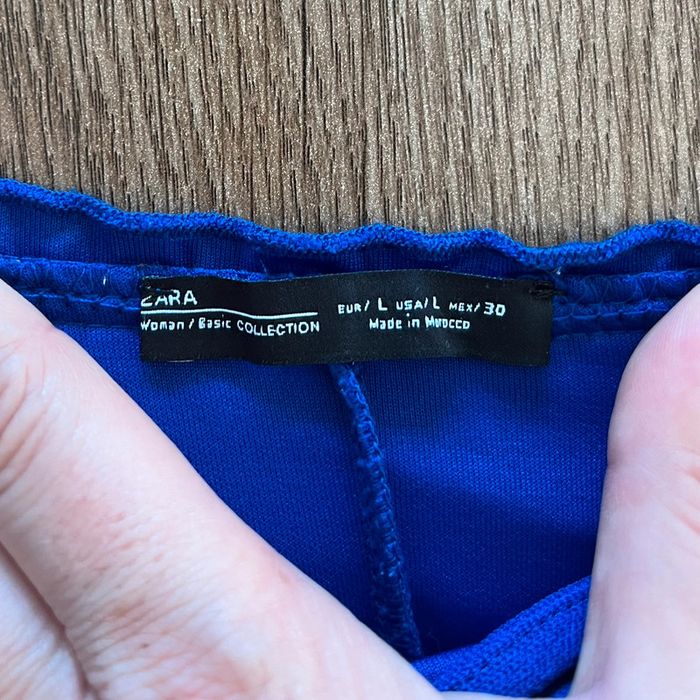 ZARA
Woman / Basic COLLECTION
EUR/ L USA/ L MEX/ 30
Made in Morocco